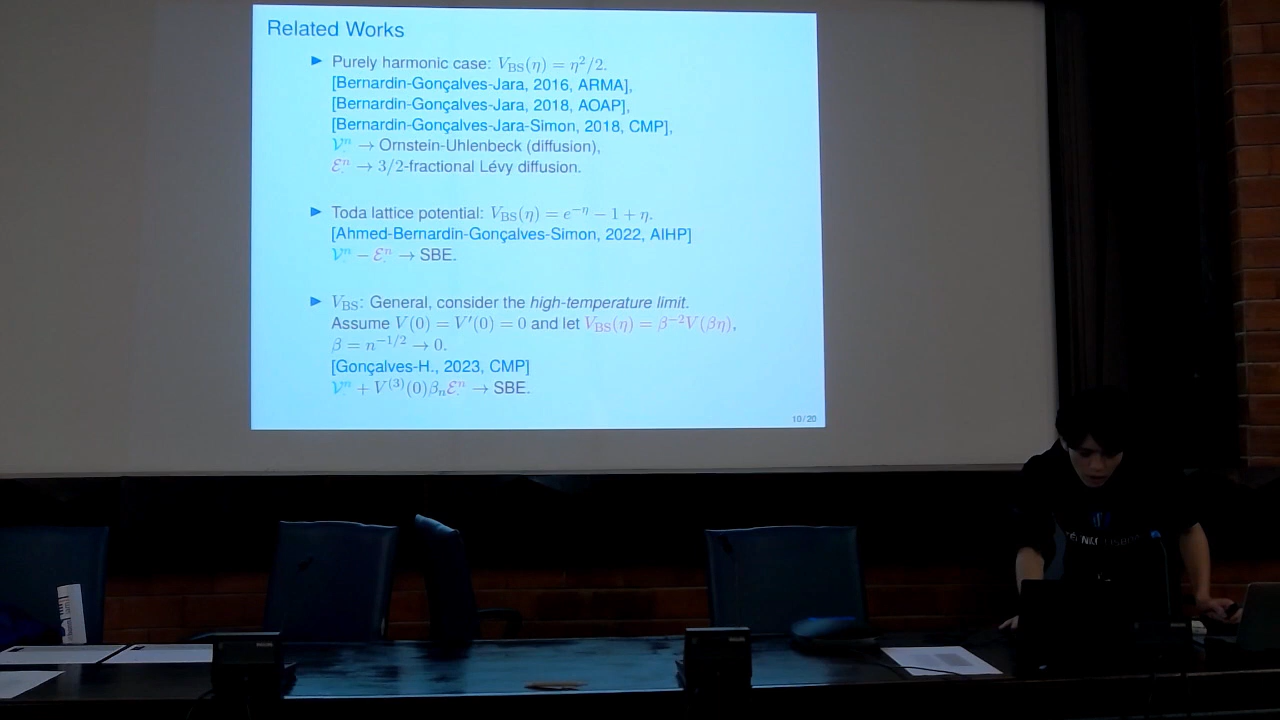 Related Works
▶ Purely harmonic case: V_BS(η) = η²/2.
[Bernardin-Gonçalves-Jara, 2016, ARMA],
[Bernardin-Gonçalves-Jara, 2018, AOAP],
[Bernardin-Gonçalves-Jara-Simon, 2018, CMP],
𝒱ⁿ → Ornstein-Uhlenbeck (diffusion),
ℰⁿ → 3/2-fractional Lévy diffusion.
▶ Toda lattice potential: V_BS(η) = e^{−η} − 1 + η.
[Ahmed-Bernardin-Gonçalves-Simon, 2022, AIHP]
𝒱ⁿ − ℰⁿ → SBE.
▶ V_BS: General, consider the high-temperature limit.
Assume V(0) = V′(0) = 0 and let V_BS(η) = β⁻²V(βη),
β = n^{−1/2} → 0.
[Gonçalves-H., 2023, CMP]
𝒱ⁿ + V⁽³⁾(0)β_nℰⁿ → SBE.
10/20